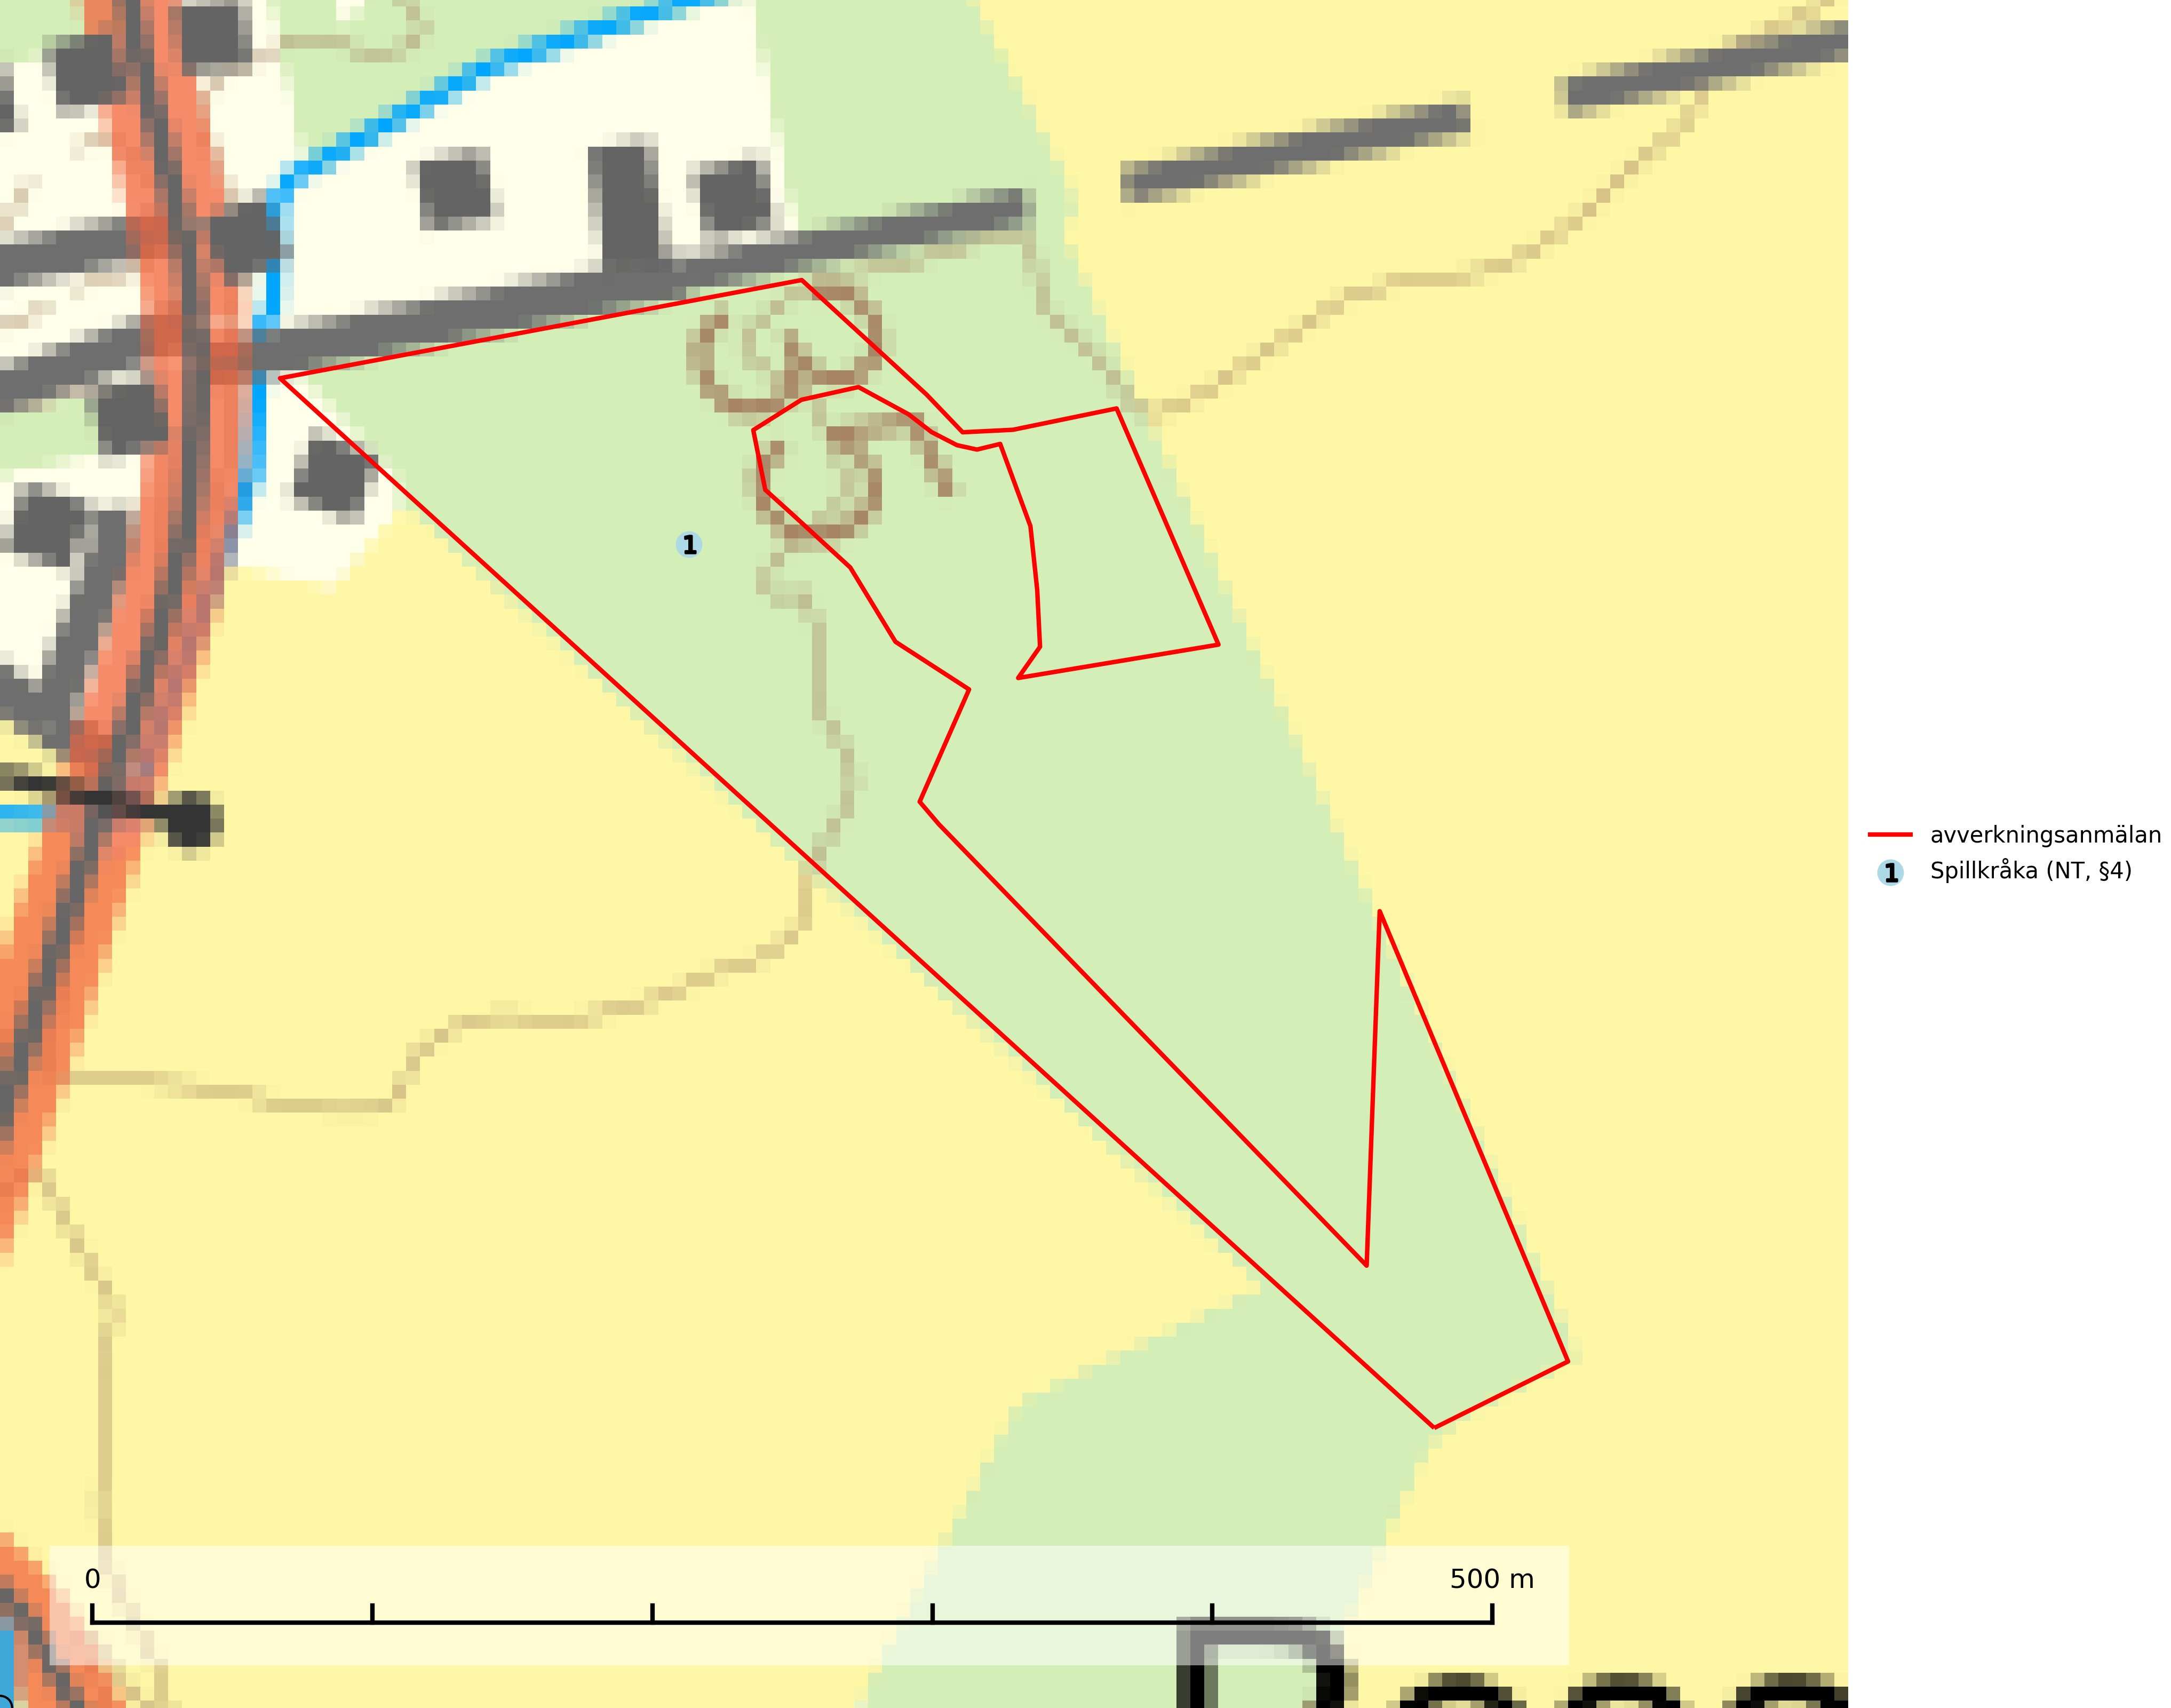 1
avverkningsanmälan
1 Spillkråka (NT, §4)
0 500 m